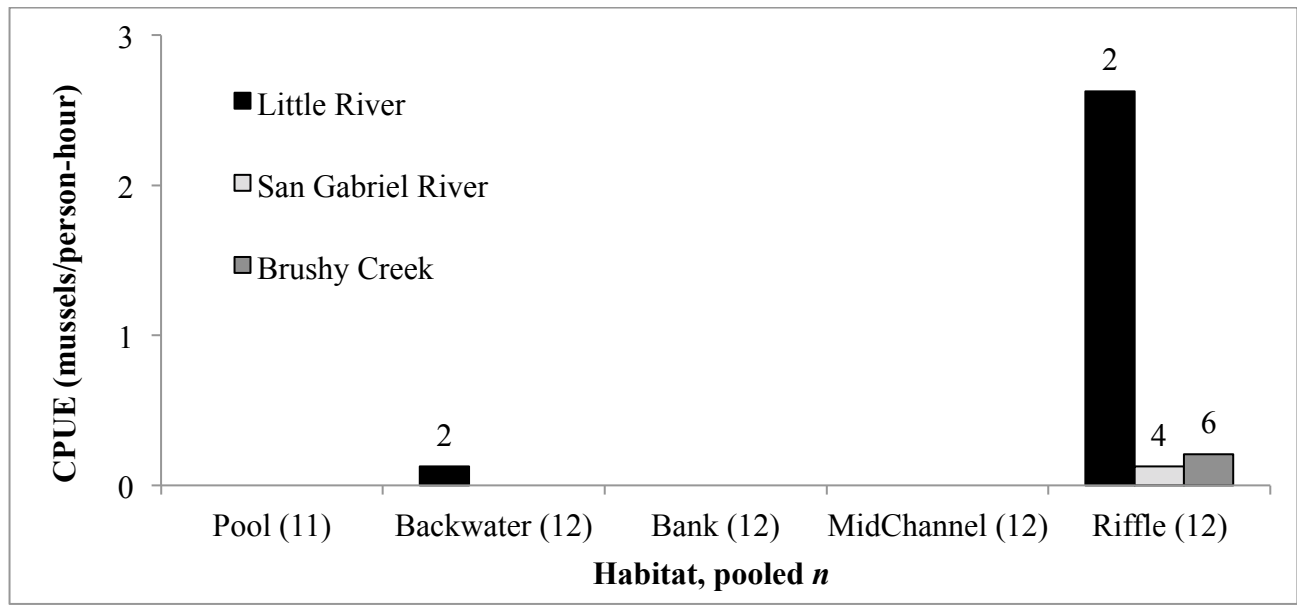 CPUE (mussels/person-hour)
3
2
1
0
Little River
San Gabriel River
Brushy Creek
2
2
4
6
Pool (11)
Backwater (12)
Bank (12)
MidChannel (12)
Riffle (12)
Habitat, pooled n